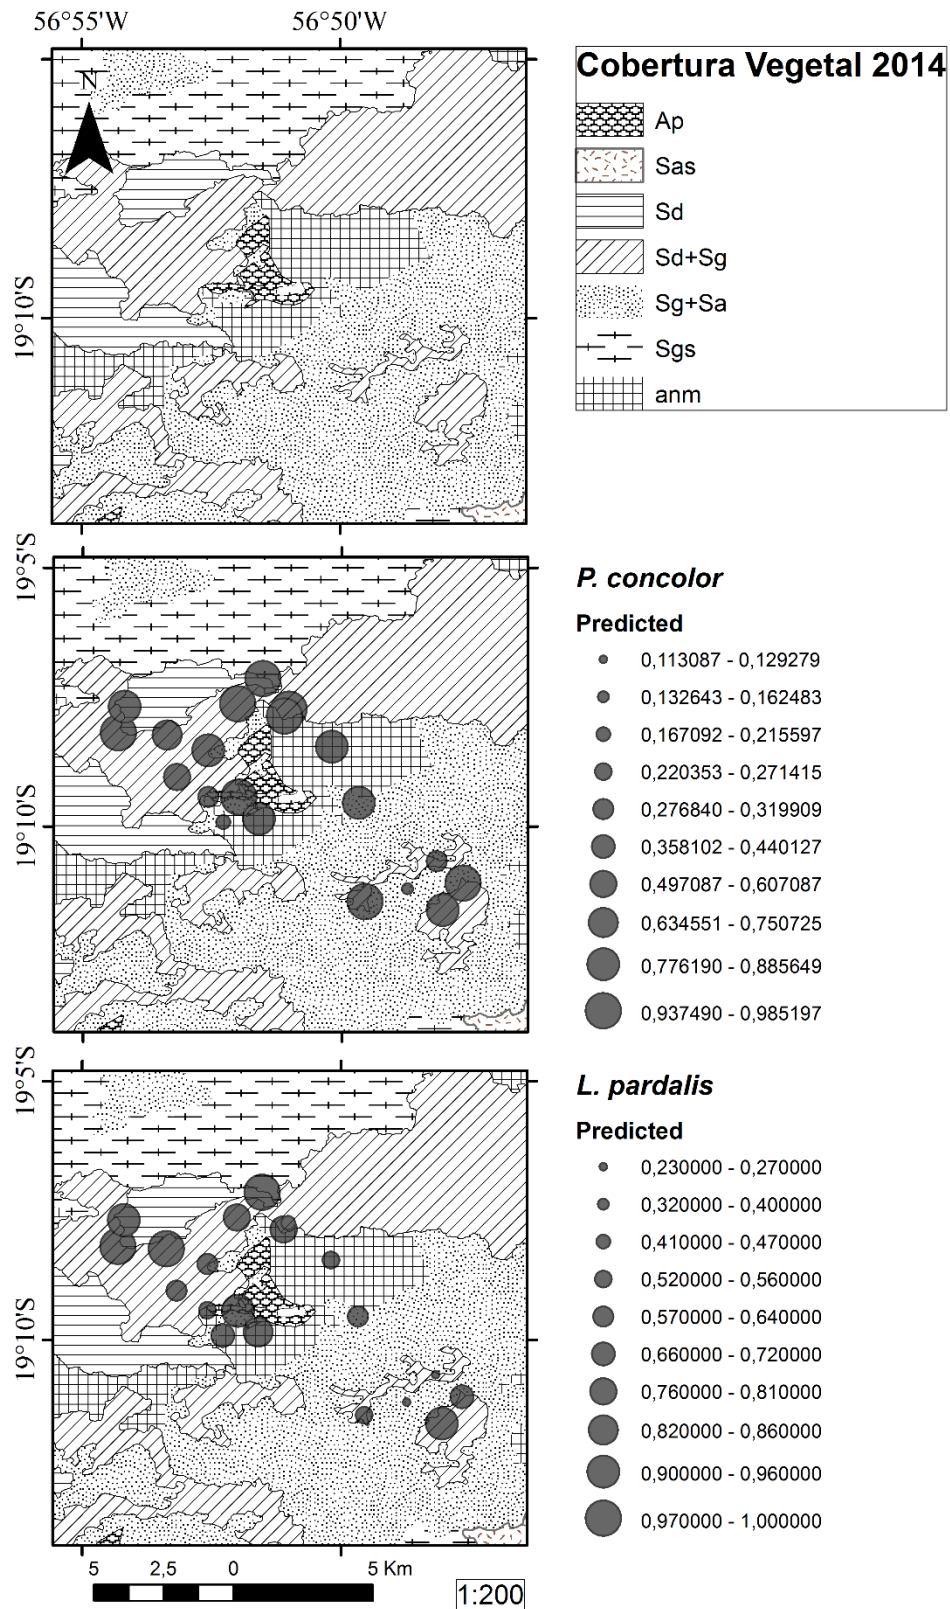 56°55'W 56°50'W
N
19°10'S
Cobertura Vegetal 2014
Ap
Sas
Sd
Sd+Sg
Sg+Sa
Sgs
anm
19°5'S
19°10'S
P. concolor
Predicted
0,113087 - 0,129279
0,132643 - 0,162483
0,167092 - 0,215597
0,220353 - 0,271415
0,276840 - 0,319909
0,358102 - 0,440127
0,497087 - 0,607087
0,634551 - 0,750725
0,776190 - 0,885649
0,937490 - 0,985197
19°5'S
19°10'S
L. pardalis
Predicted
0,230000 - 0,270000
0,320000 - 0,400000
0,410000 - 0,470000
0,520000 - 0,560000
0,570000 - 0,640000
0,660000 - 0,720000
0,760000 - 0,810000
0,820000 - 0,860000
0,900000 - 0,960000
0,970000 - 1,000000
5 2,5 0 5 Km
1:200